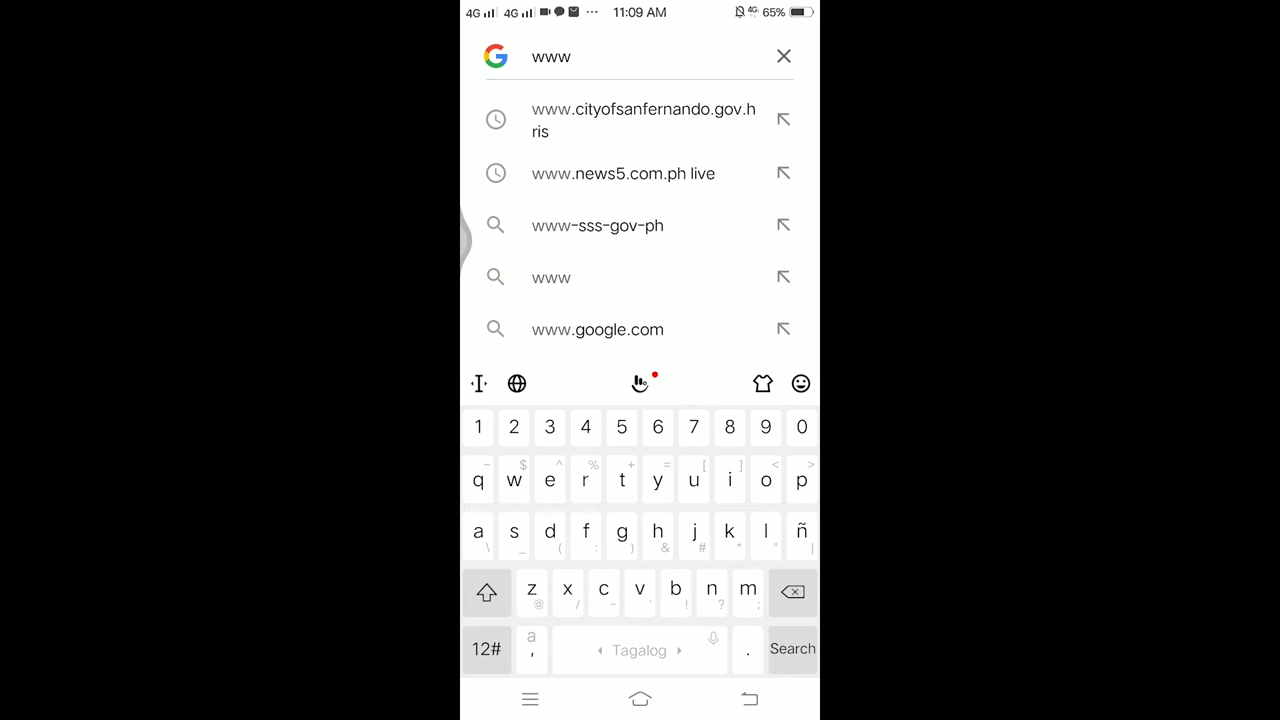 4G 4G ... 11:09 AM 4G 65%
www
www.cityofsanfernando.gov.h
ris
www.news5.com.ph live
www-sss-gov-ph
www
www.google.com
1 2 3 4 5 6 7 8 9 0
~ $ ^ % + = [ ] < >
q w e r t y u i o p
a s d f g h j k l ñ
\ _ ( : ) & # * " |
z x c v b n m
@ / - ' ! ? ;
12# a , Tagalog . Search